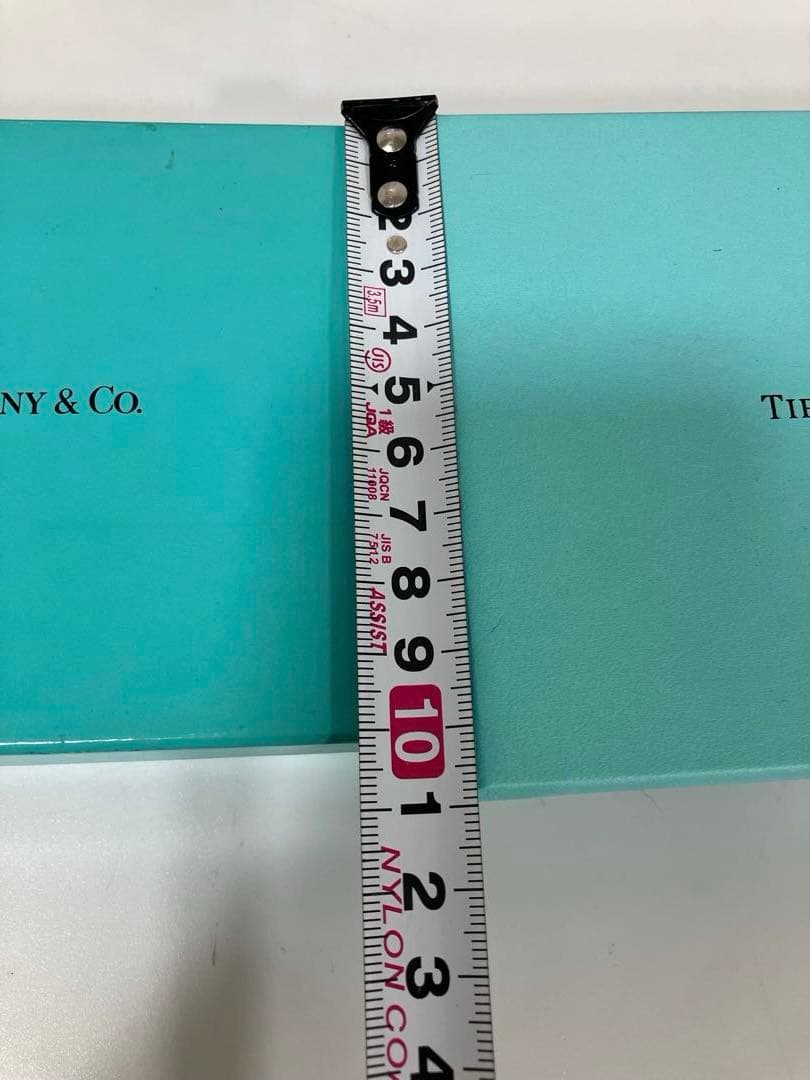 2
3
3.5m
4
JIS
5
NY & CO.
TIF
1級
JQA
6
JQCN
11008
7
JIS B
7512
8
ASSIST
9
10
1
2
NYLON CO
3
4